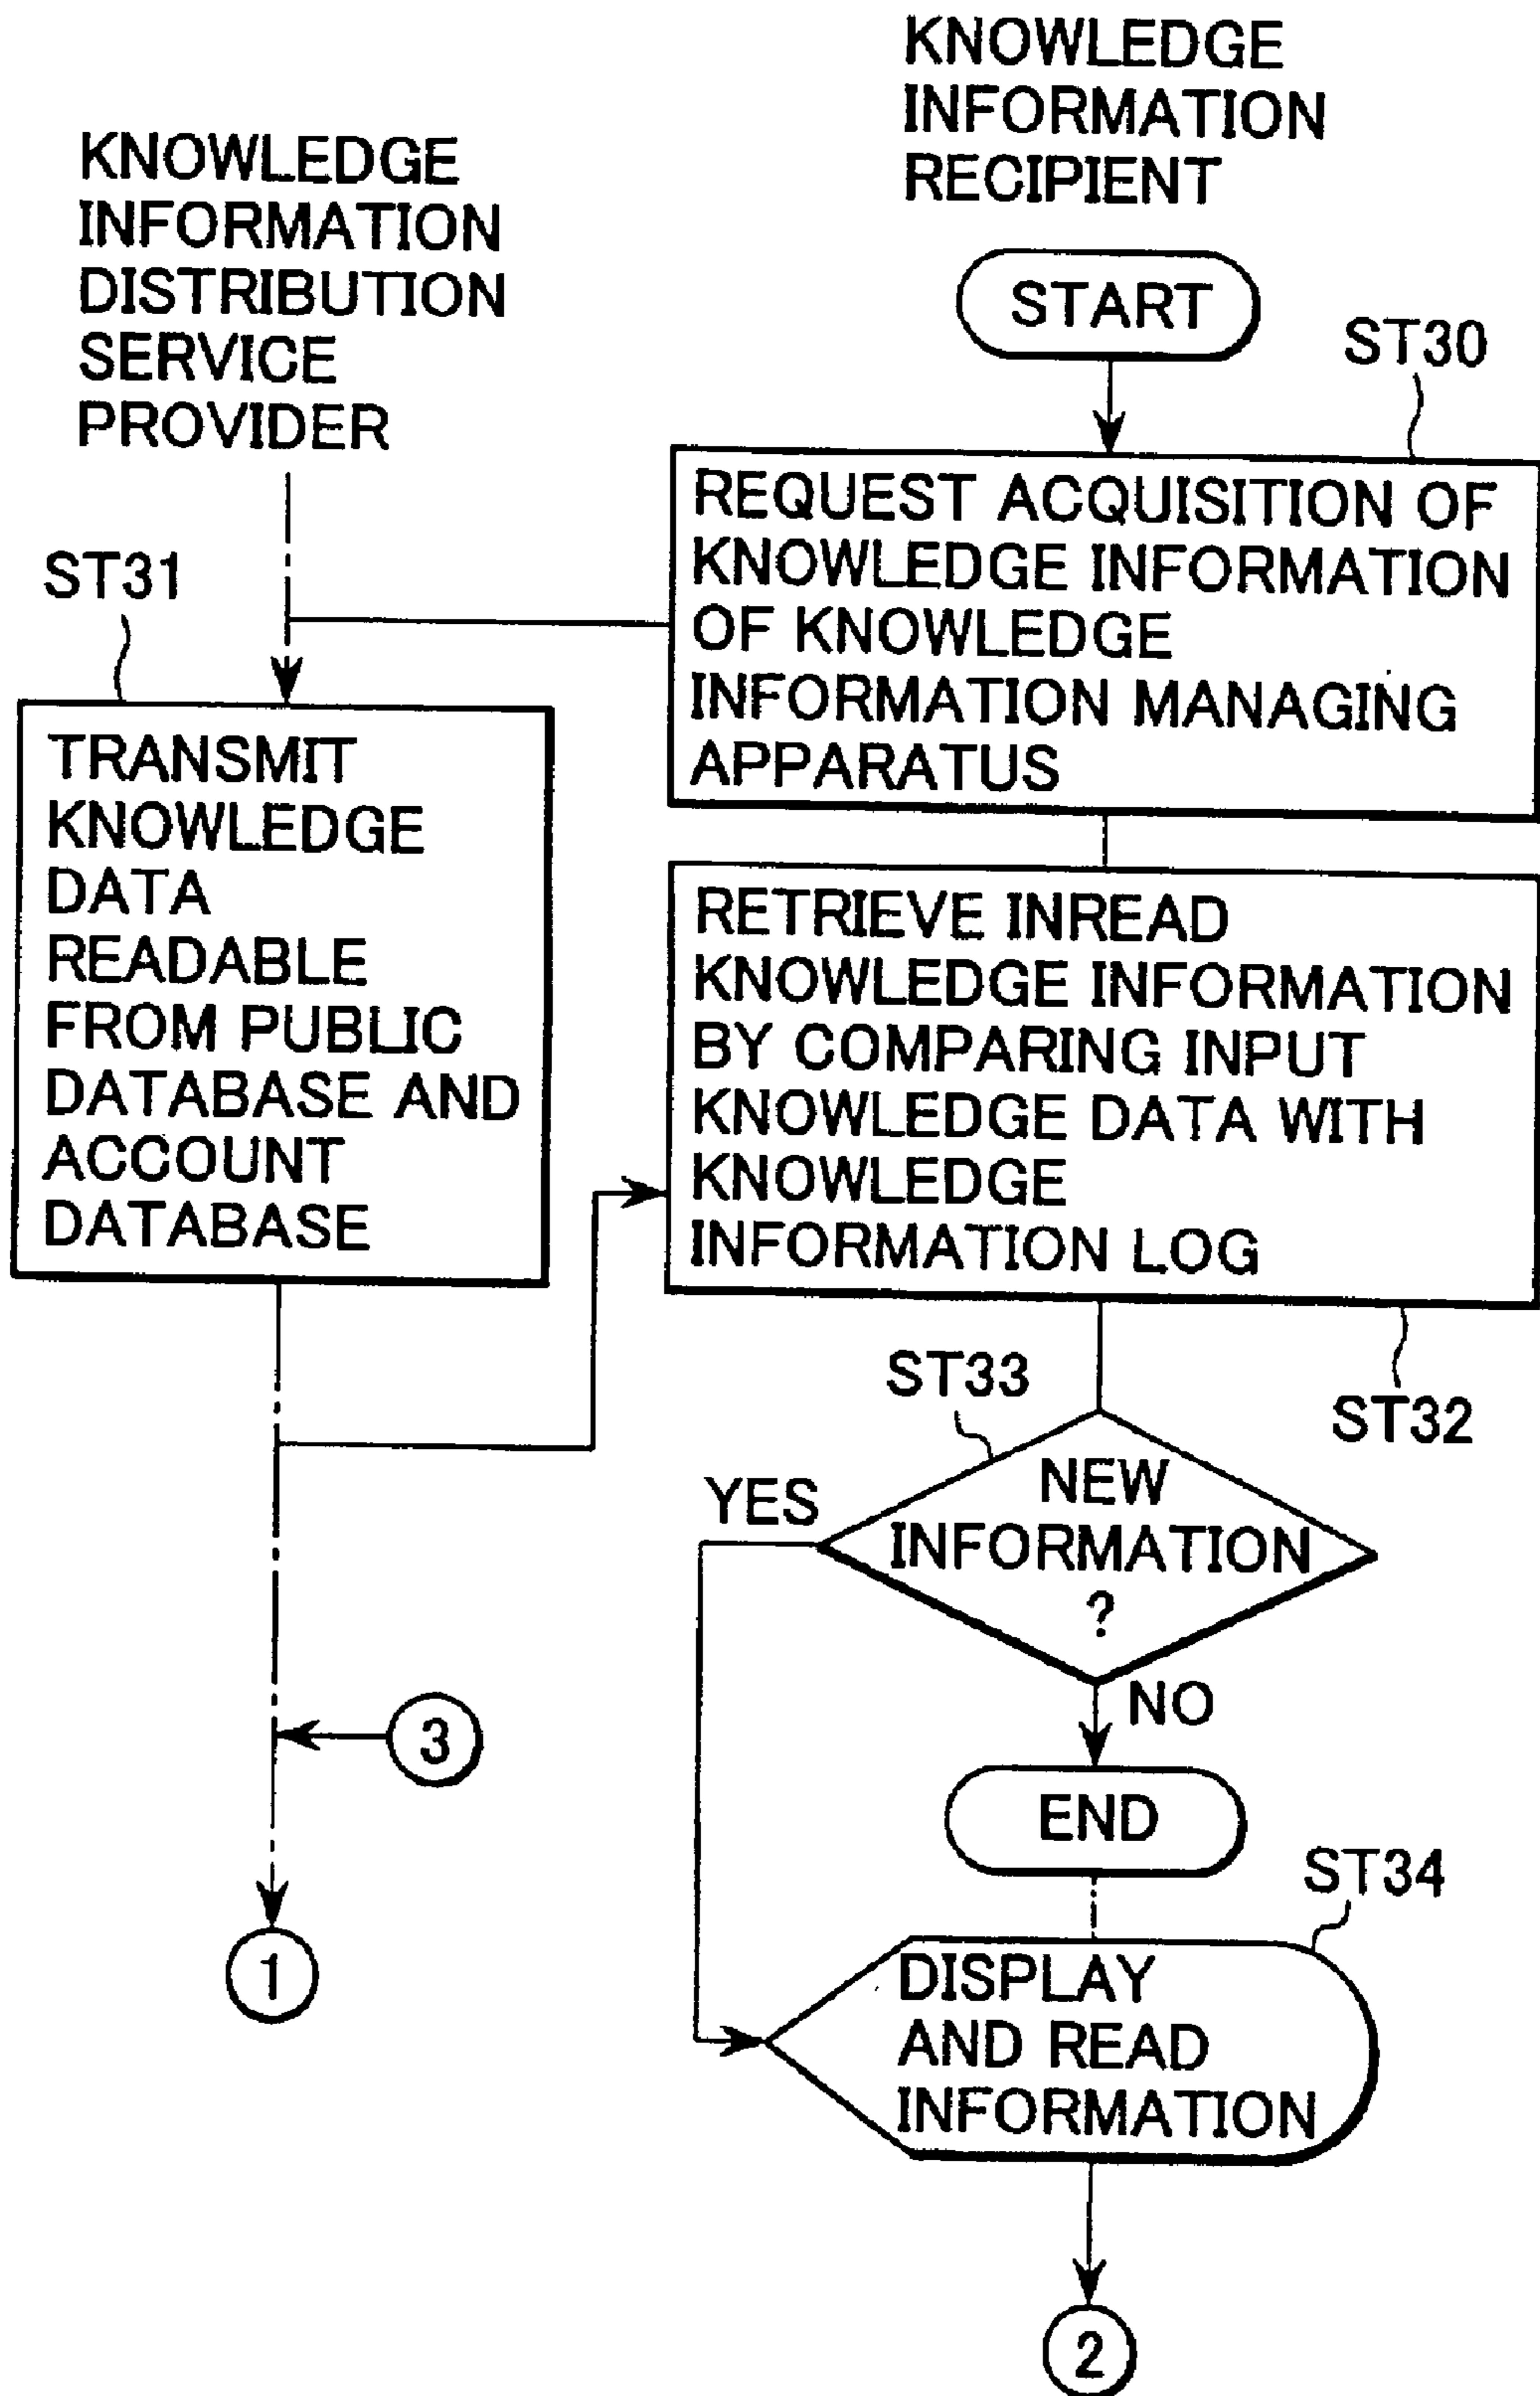 KNOWLEDGE
INFORMATION
RECIPIENT
KNOWLEDGE
INFORMATION
DISTRIBUTION
SERVICE
PROVIDER
START
ST30
REQUEST ACQUISITION OF
KNOWLEDGE INFORMATION
OF KNOWLEDGE
INFORMATION MANAGING
APPARATUS
ST31
TRANSMIT
KNOWLEDGE
DATA
READABLE
FROM PUBLIC
DATABASE AND
ACCOUNT
DATABASE
RETRIEVE INREAD
KNOWLEDGE INFORMATION
BY COMPARING INPUT
KNOWLEDGE DATA WITH
KNOWLEDGE
INFORMATION LOG
ST32
ST33
NEW
INFORMATION
?
YES
NO
3
END
1
ST34
DISPLAY
AND READ
INFORMATION
2